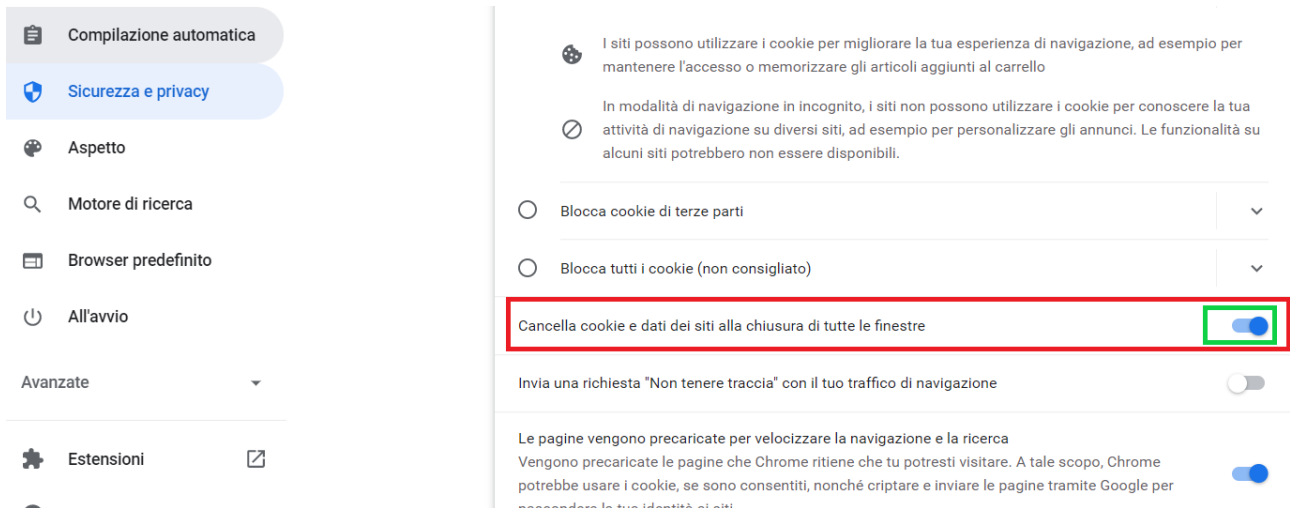 Compilazione automatica
Sicurezza e privacy
Aspetto
Motore di ricerca
Browser predefinito
All'avvio
Avanzate
Estensioni
I siti possono utilizzare i cookie per migliorare la tua esperienza di navigazione, ad esempio per
mantenere l'accesso o memorizzare gli articoli aggiunti al carrello
In modalità di navigazione in incognito, i siti non possono utilizzare i cookie per conoscere la tua
attività di navigazione su diversi siti, ad esempio per personalizzare gli annunci. Le funzionalità su
alcuni siti potrebbero non essere disponibili.
Blocca cookie di terze parti
Blocca tutti i cookie (non consigliato)
Cancella cookie e dati dei siti alla chiusura di tutte le finestre
Invia una richiesta "Non tenere traccia" con il tuo traffico di navigazione
Le pagine vengono precaricate per velocizzare la navigazione e la ricerca
Vengono precaricate le pagine che Chrome ritiene che tu potresti visitare. A tale scopo, Chrome
potrebbe usare i cookie, se sono consentiti, nonché criptare e inviare le pagine tramite Google per